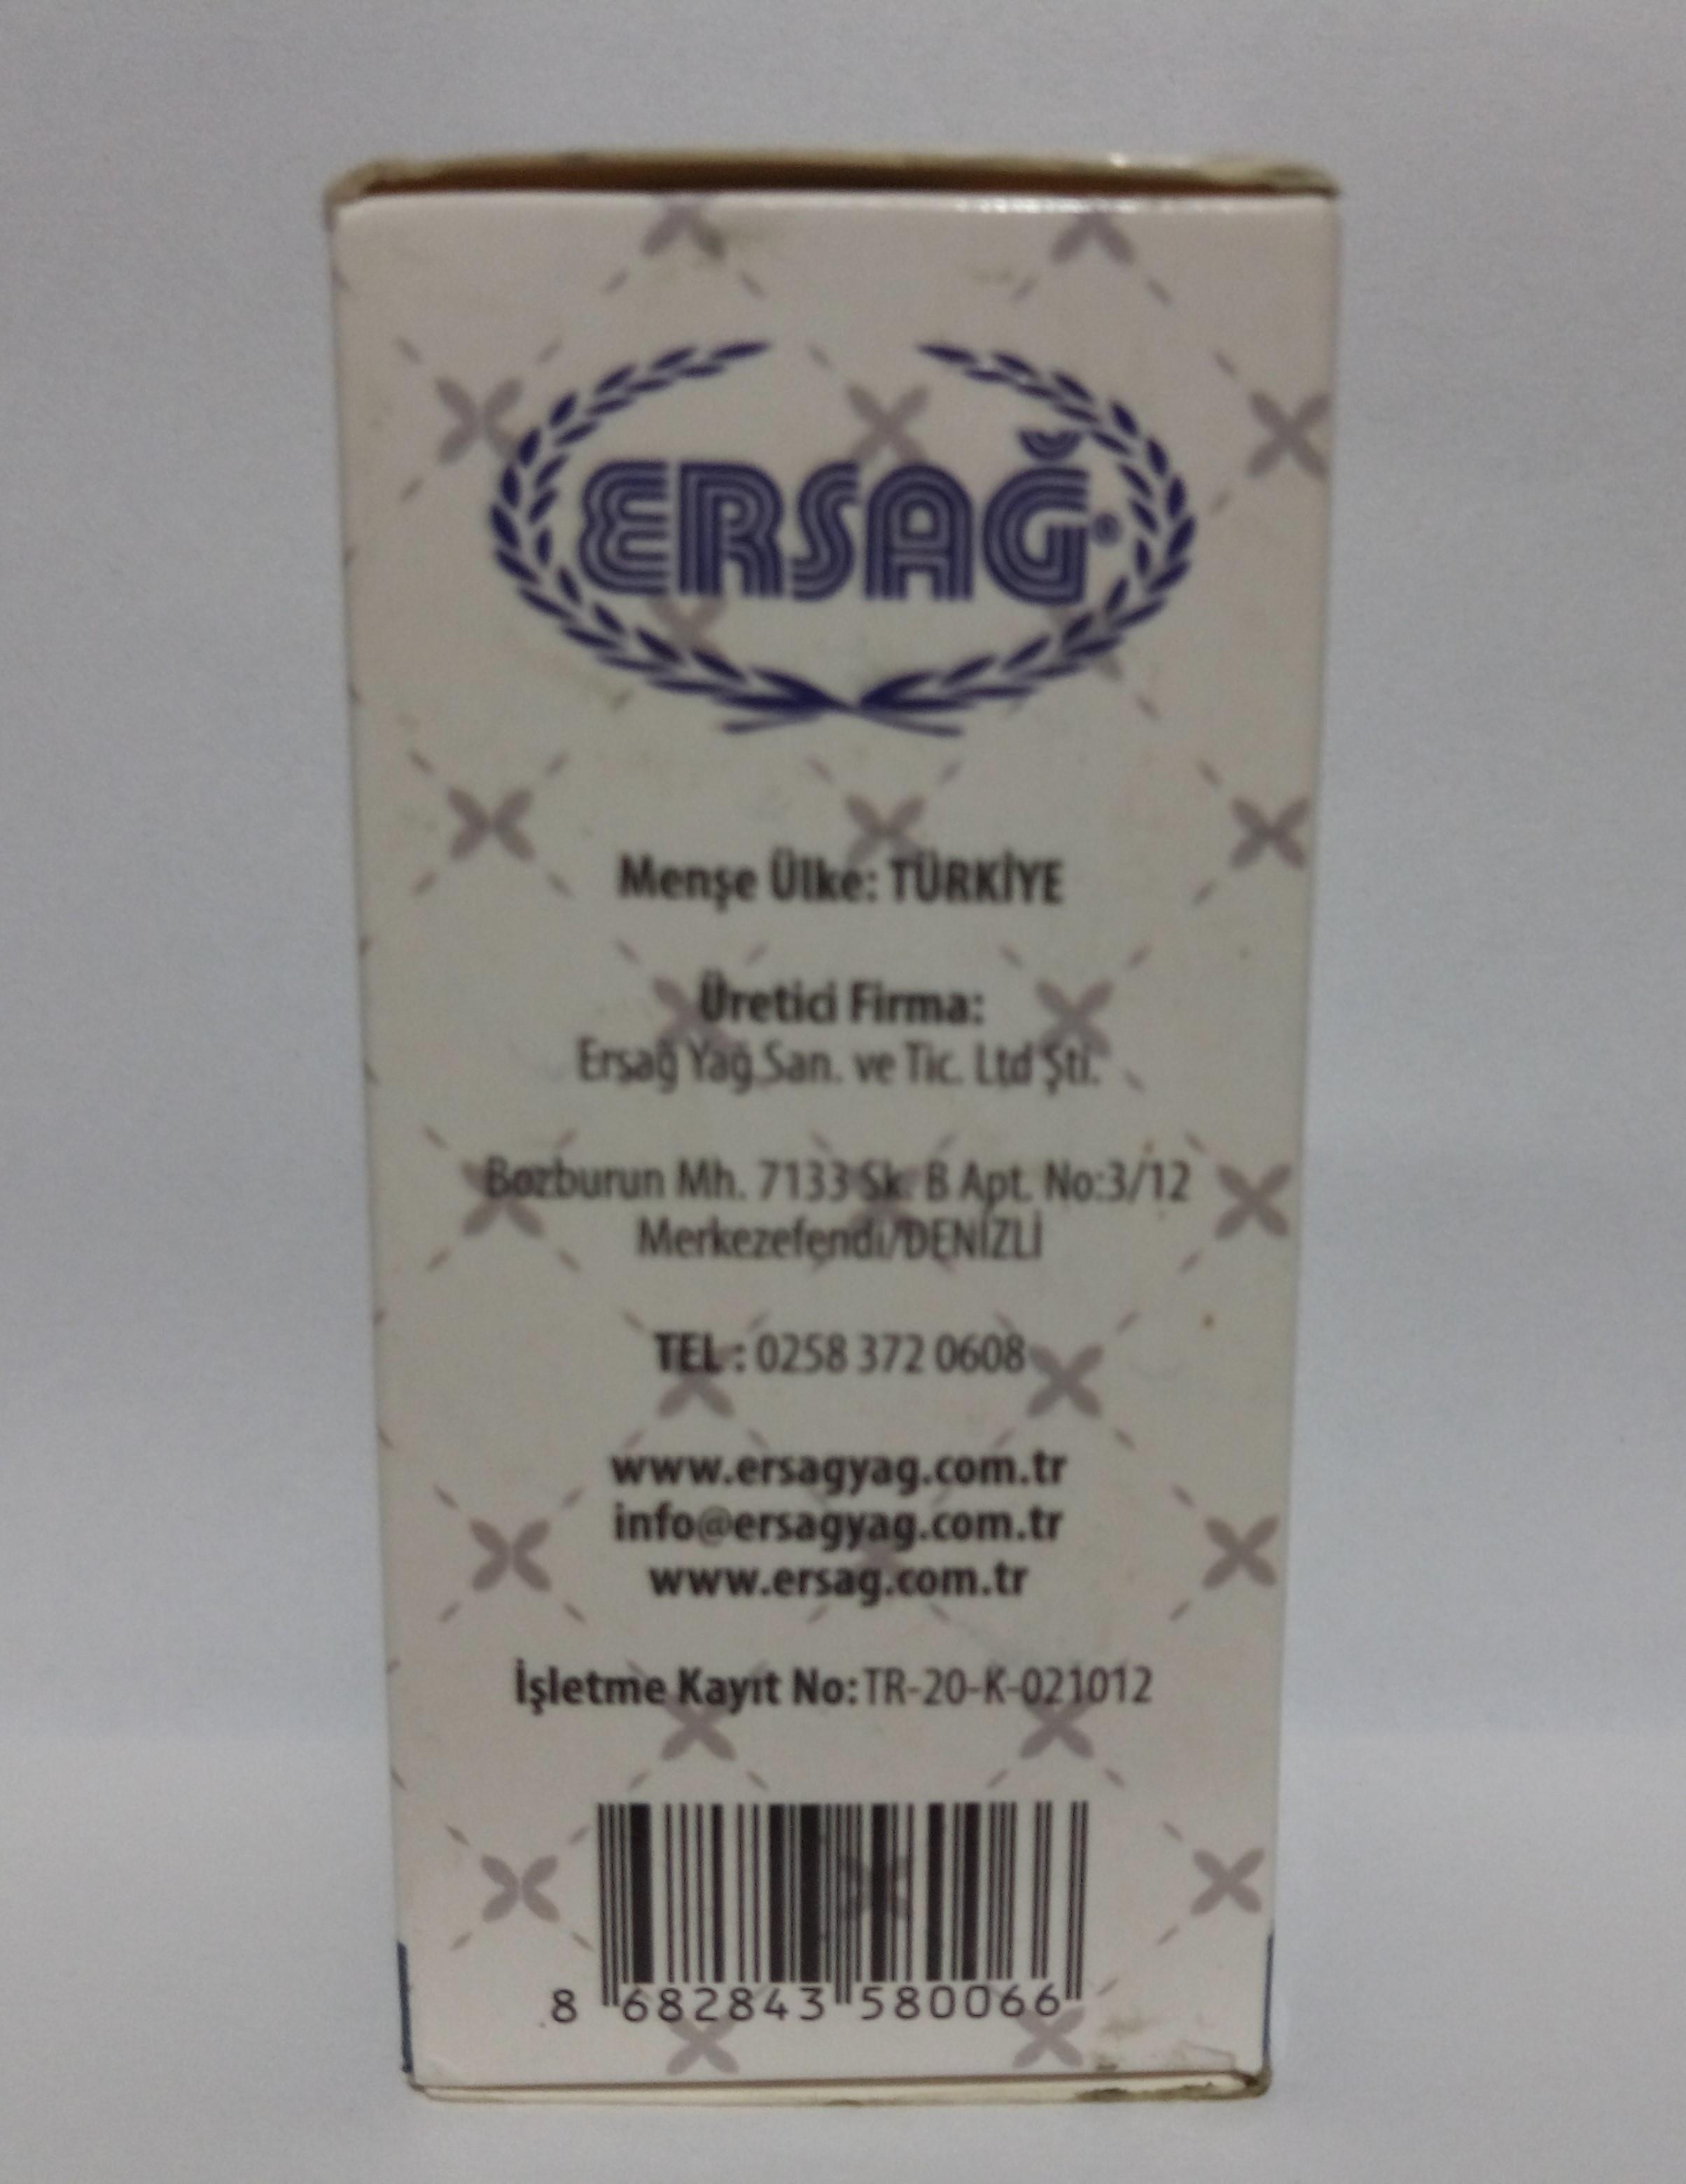 ERSAĞ®
Menşe Ülke: TÜRKİYE
Üretici Firma:
Ersağ Yağ San. ve Tic. Ltd Şti.
Bozburun Mh. 7133 Sk. B Apt. No:3/12
Merkezefendi/DENİZLİ
TEL : 0258 372 0608
www.ersagyag.com.tr
info@ersagyag.com.tr
www.ersag.com.tr
İşletme Kayıt No: TR-20-K-021012
8 682843 580066